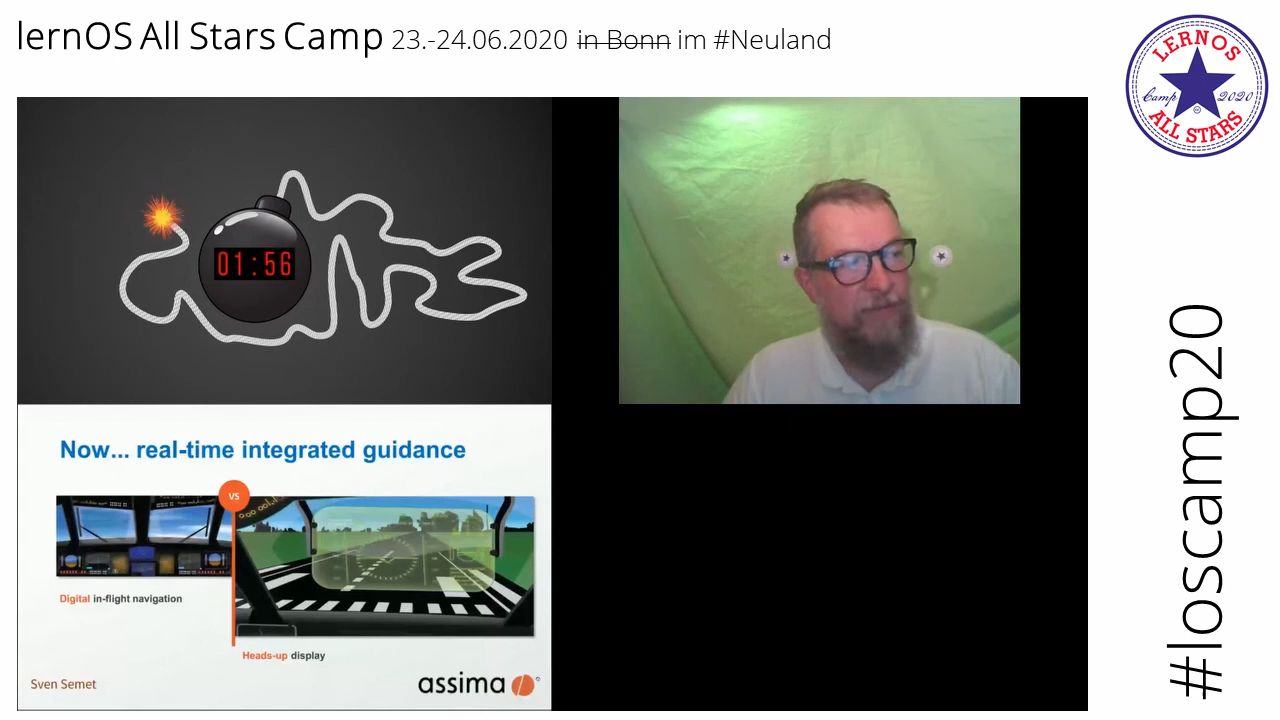 lernOS All Stars Camp 23.-24.06.2020 in Bonn im #Neuland
LERNOS
Camp 2020
ALL STARS
01:56
Now... real-time integrated guidance
VS
Digital in-flight navigation
Heads-up display
Sven Semet
assima
#loscamp20